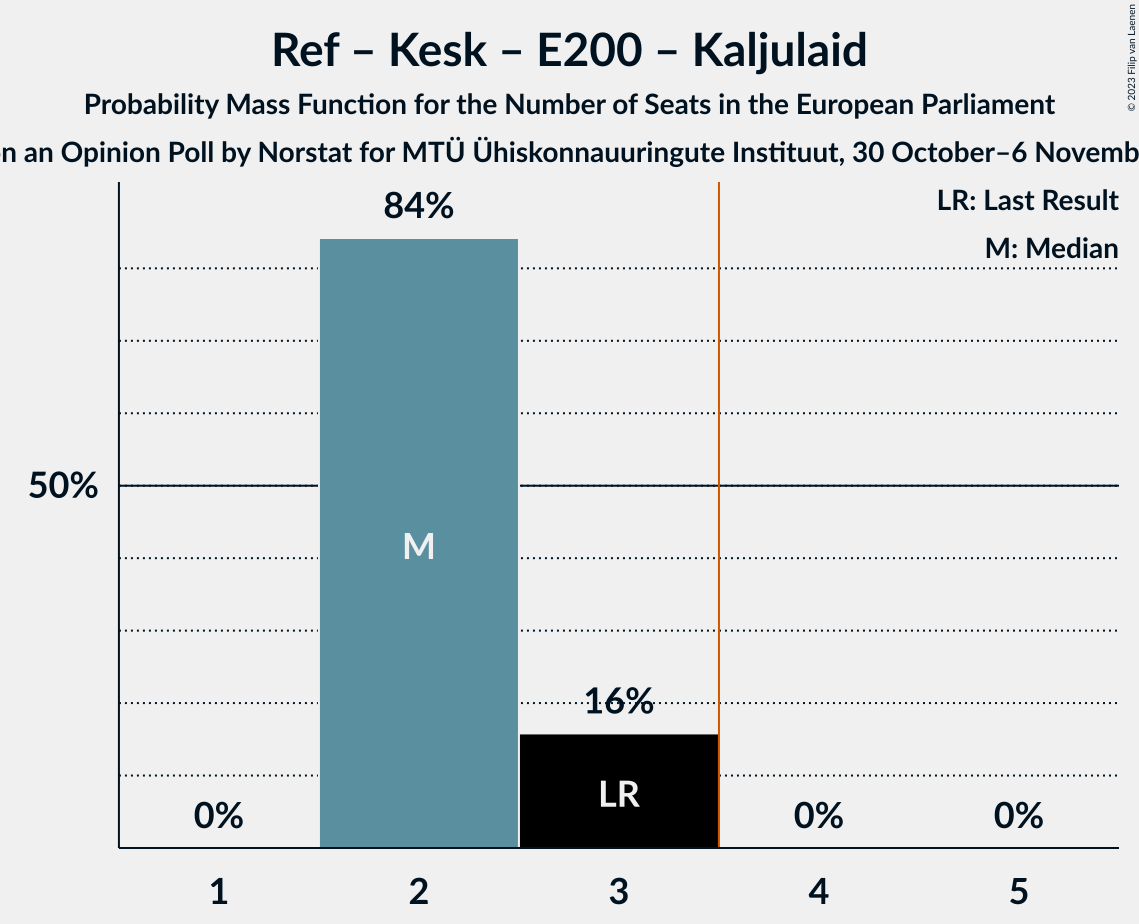 Ref – Kesk – E200 – Kaljulaid
Probability Mass Function for the Number of Seats in the European Parliament
an Opinion Poll by Norstat for MTÜ Ühiskonnauuringute Instituut, 30 October–6
© 2023 Filip van Laenen
LR: Last Result
M: Median
84%
50%
M
16%
LR
0%
0%
0%
1
2
3
4
5